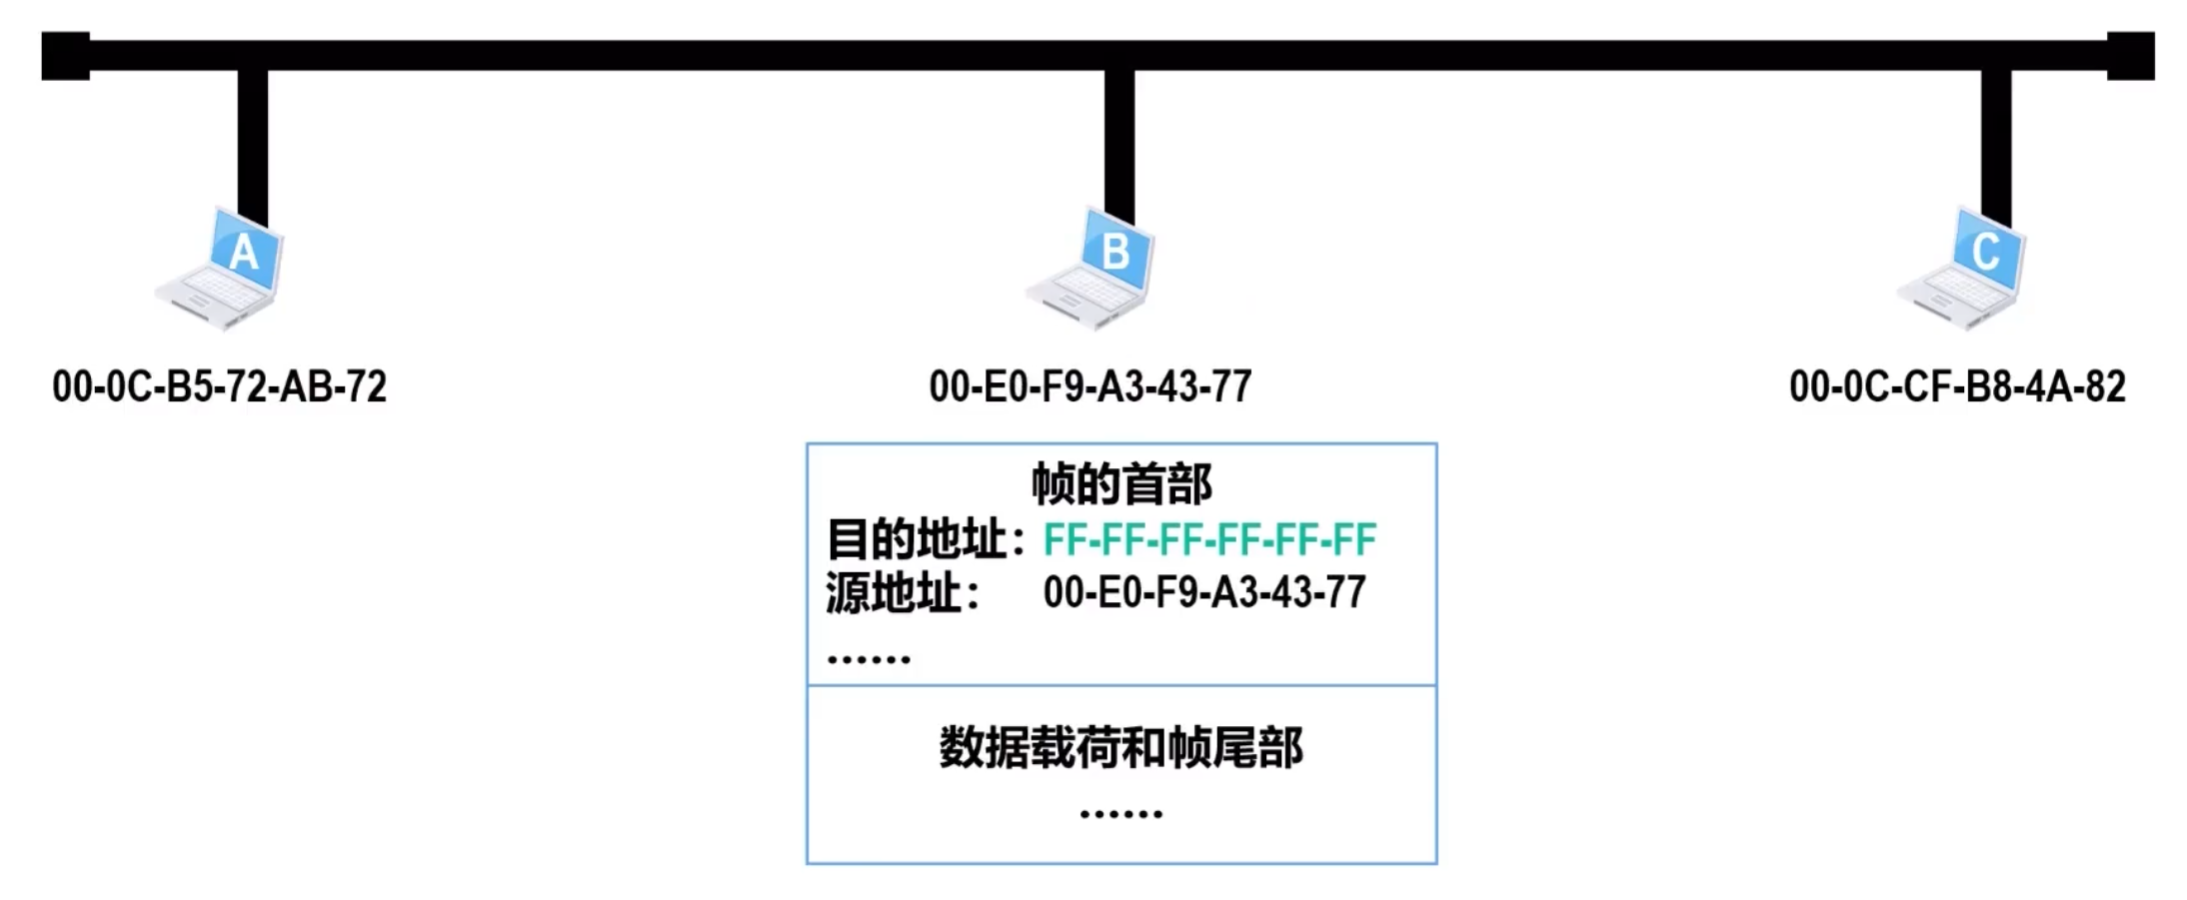 A
B
C
00-0C-B5-72-AB-72
00-E0-F9-A3-43-77
00-0C-CF-B8-4A-82
帧的首部
目的地址：FF-FF-FF-FF-FF-FF
源地址： 00-E0-F9-A3-43-77
······
数据载荷和帧尾部
······